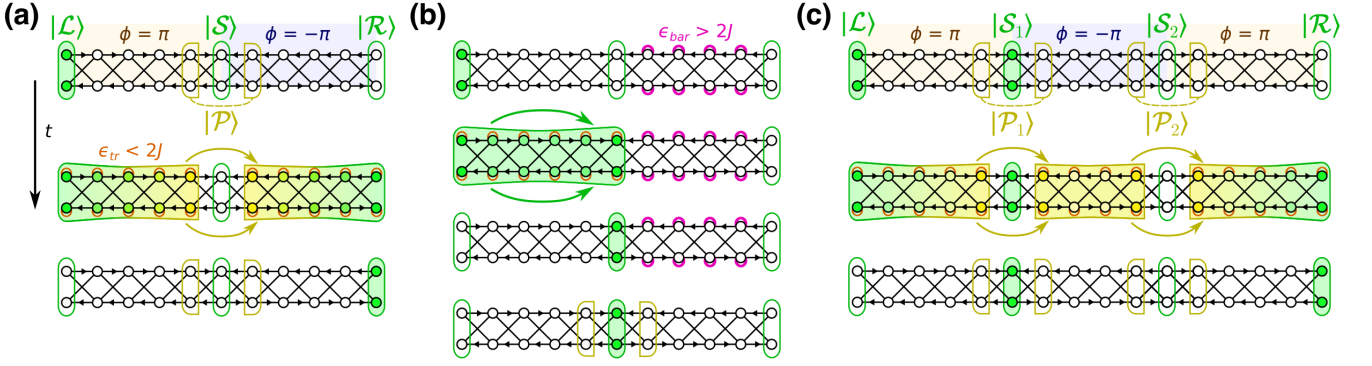 (a)
|𝓛⟩ ϕ = π |𝓢⟩ ϕ = −π |𝓡⟩
|𝓟⟩
t
ϵ_tr < 2J
(b)
ϵ_bar > 2J
(c)
|𝓛⟩ ϕ = π |𝓢₁⟩ ϕ = −π |𝓢₂⟩ ϕ = π |𝓡⟩
|𝓟₁⟩ |𝓟₂⟩